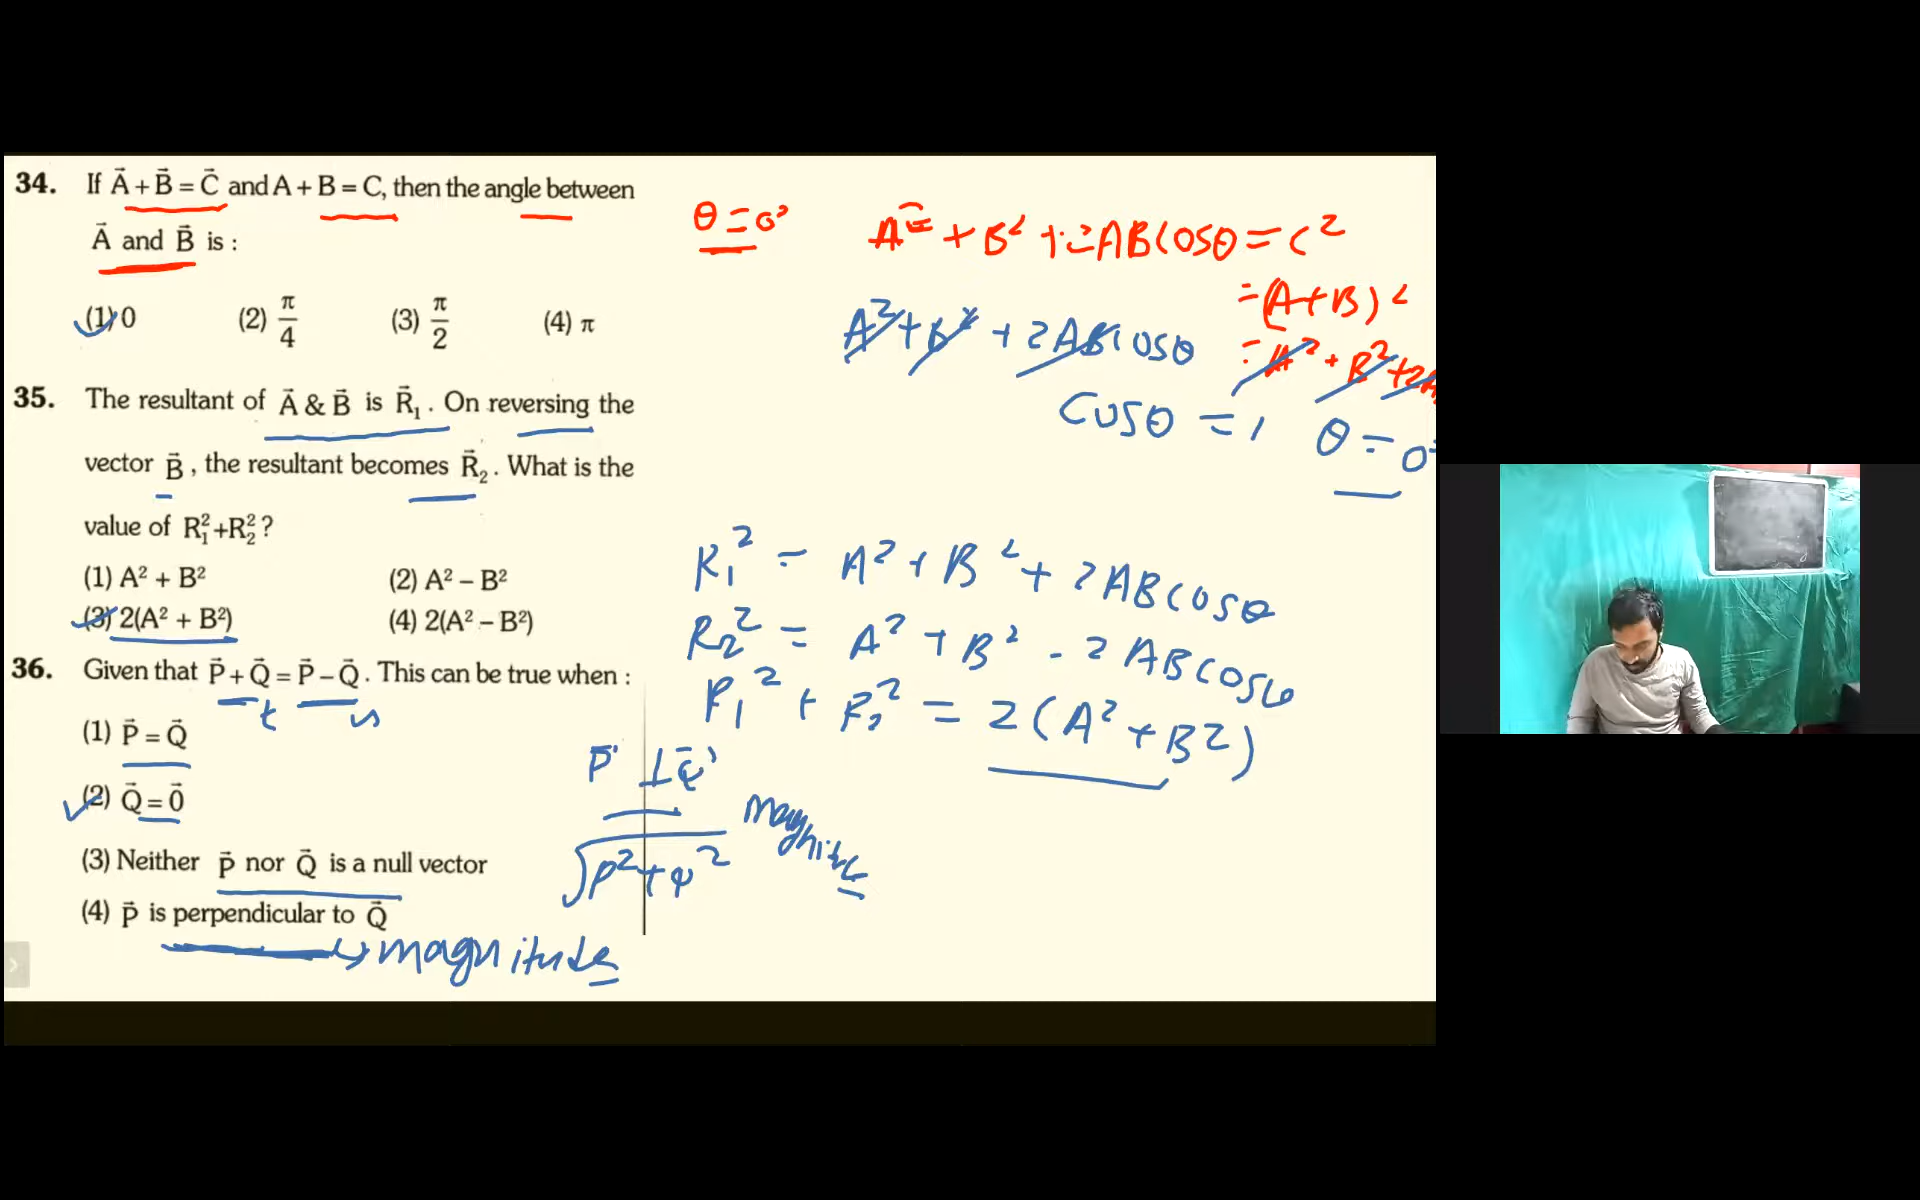 34. If A⃗ + B⃗ = C⃗ and A + B = C, then the angle between
A⃗ and B⃗ is :
(1) 0 (2) π/4 (3) π/2 (4) π
35. The resultant of A⃗ & B⃗ is R⃗₁. On reversing the
vector B⃗, the resultant becomes R⃗₂. What is the
value of R₁²+R₂²?
(1) A² + B² (2) A² – B²
(3) 2(A² + B²) (4) 2(A² – B²)
36. Given that P⃗ + Q⃗ = P⃗ – Q⃗. This can be true when :
(1) P⃗ = Q⃗
(2) Q⃗ = 0⃗
(3) Neither P⃗ nor Q⃗ is a null vector
(4) P⃗ is perpendicular to Q⃗
magnitude
θ = 0°
A² + B² + 2ABCosθ = C²
= (A+B)²
A² + B² + 2ABCosθ = A² + B² + 2A
Cosθ = 1 θ = 0°
R₁² = A² + B² + 2ABCosθ
R₂² = A² + B² - 2ABCosθ
R₁² + R₂² = 2(A² + B²)
P⃗ ⊥ Q⃗
√P²+Q² magnitude